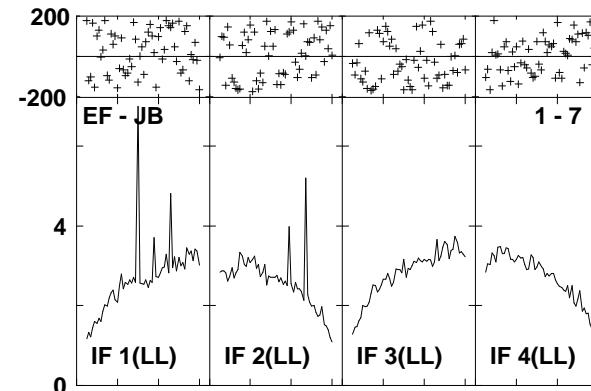 200
-200
EF - JB
1 - 7
4
IF 1(LL)
IF 2(LL)
IF 3(LL)
IF 4(LL)
0